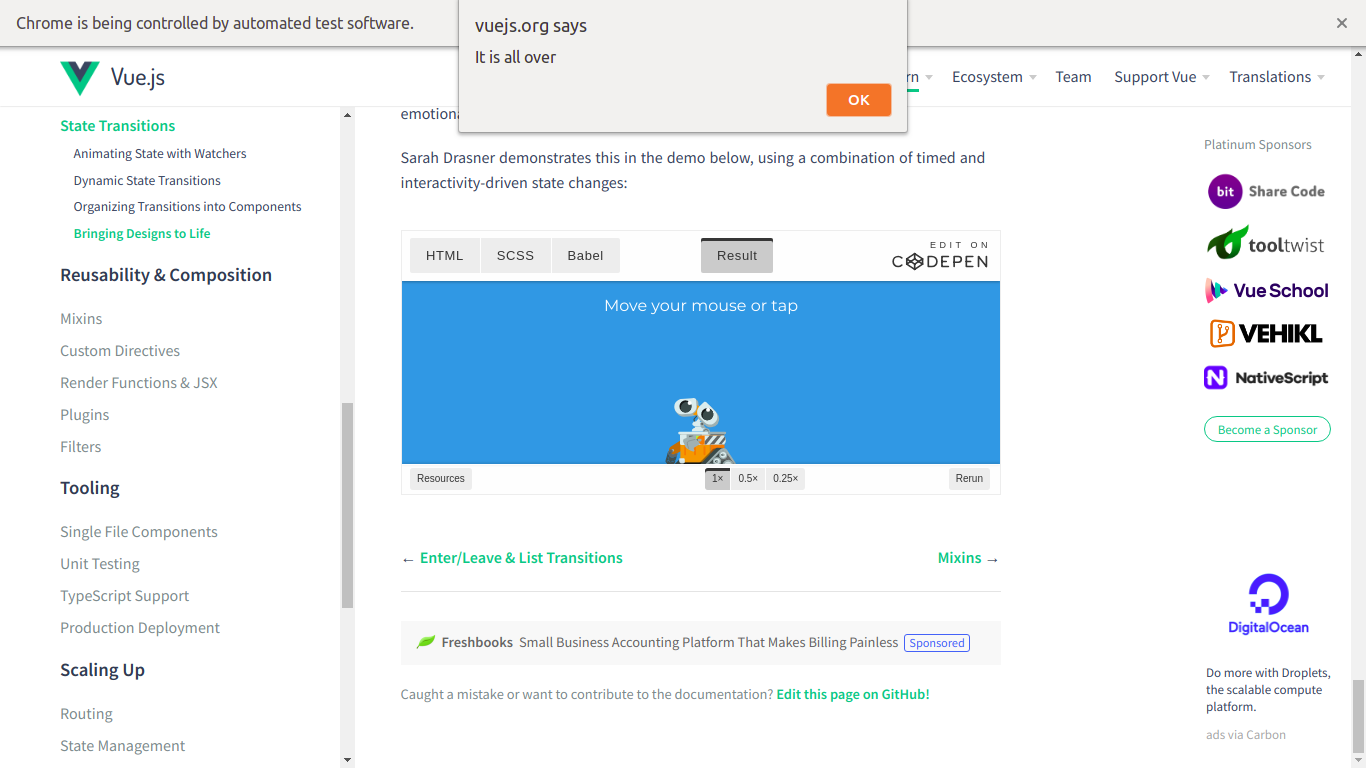 Chrome is being controlled by automated test software.
vuejs.org says
It is all over
OK
Vue.js
rn
Ecosystem
Team
Support Vue
Translations
State Transitions
Animating State with Watchers
Dynamic State Transitions
Organizing Transitions into Components
Bringing Designs to Life
Reusability & Composition
Mixins
Custom Directives
Render Functions & JSX
Plugins
Filters
Tooling
Single File Components
Unit Testing
TypeScript Support
Production Deployment
Scaling Up
Routing
State Management
Sarah Drasner demonstrates this in the demo below, using a combination of timed and
interactivity-driven state changes:
HTML
SCSS
Babel
Result
EDIT ON
CODEPEN
Move your mouse or tap
Resources
1×
0.5×
0.25×
Rerun
← Enter/Leave & List Transitions
Mixins →
Freshbooks Small Business Accounting Platform That Makes Billing Painless Sponsored
Caught a mistake or want to contribute to the documentation? Edit this page on GitHub!
Platinum Sponsors
bit Share Code
tooltwist
Vue School
VEHIKL
NativeScript
Become a Sponsor
DigitalOcean
Do more with Droplets,
the scalable compute
platform.
ads via Carbon